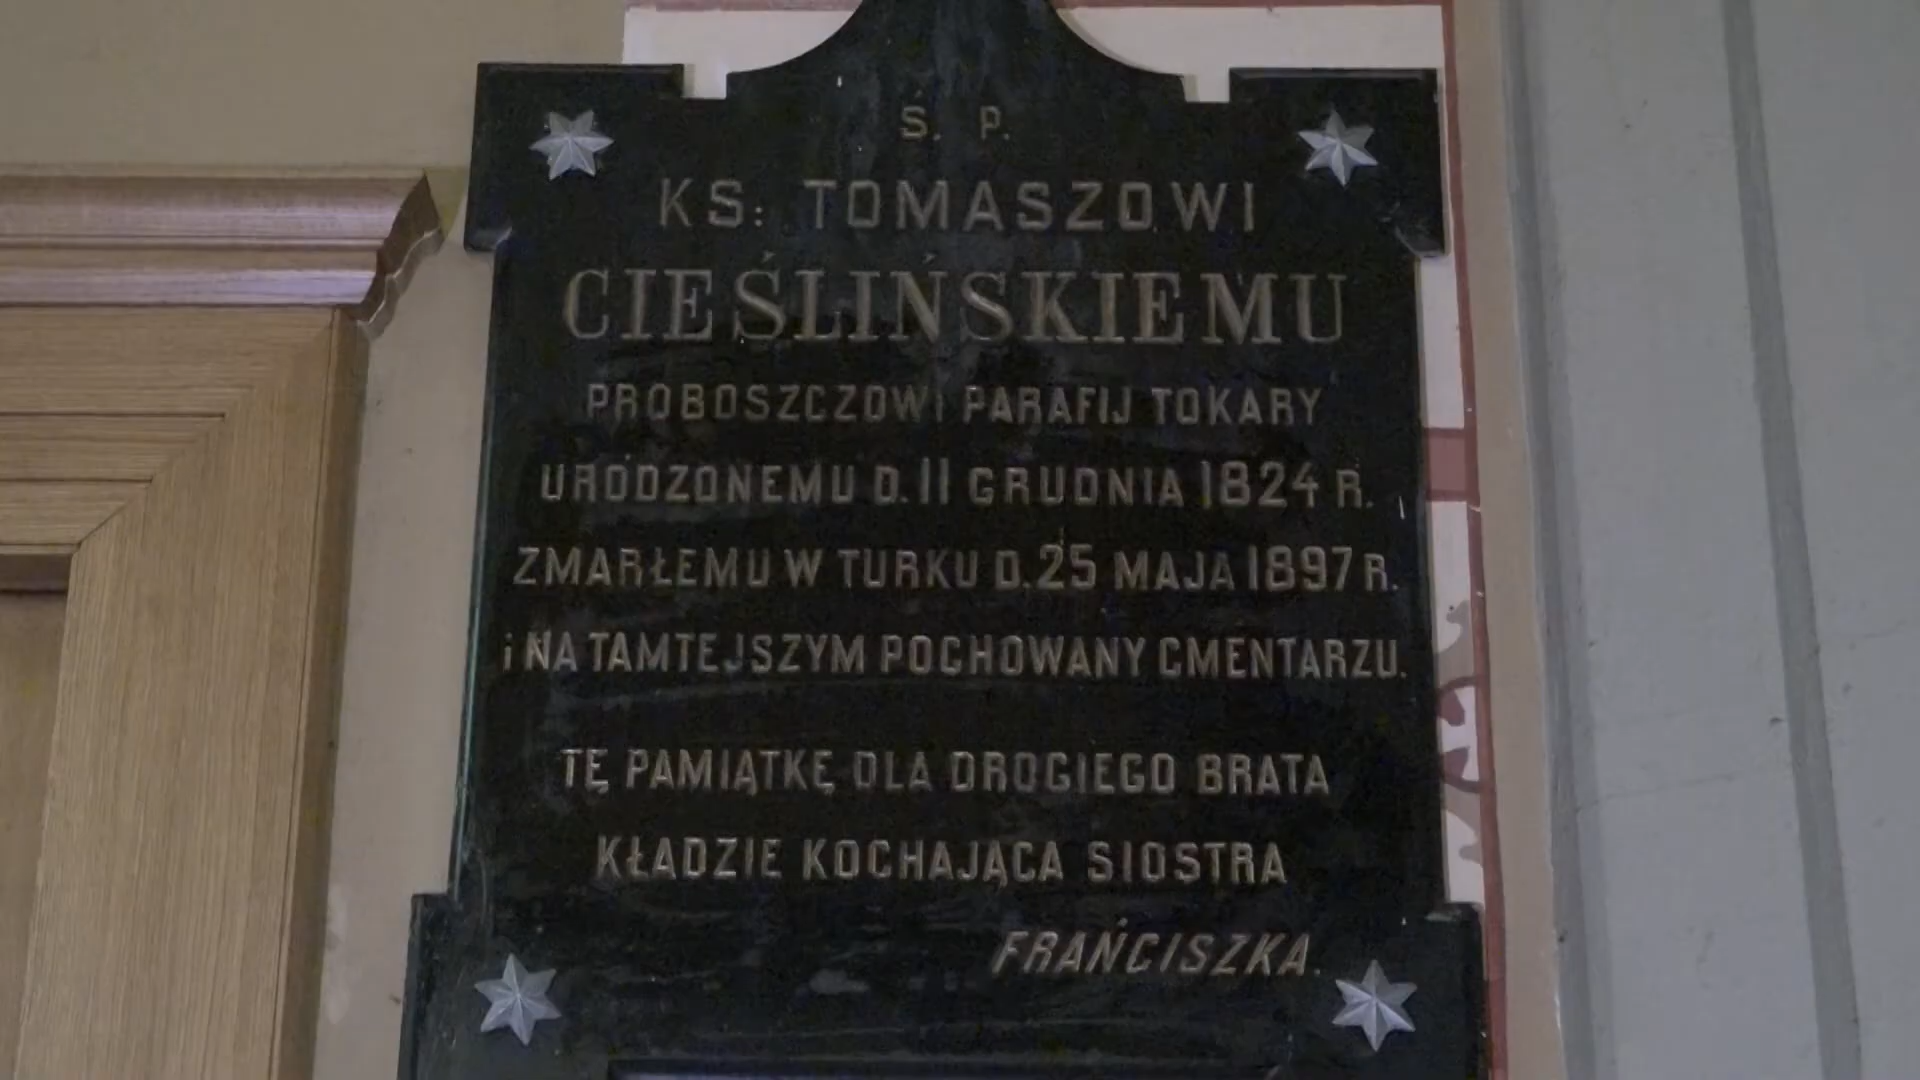 Ś. P.
KS: TOMASZOWI
CIEŚLIŃSKIEMU
PROBOSZCZOWI PARAFIJ TOKARY
URODZONEMU D. 11 GRUDNIA 1824 R.
ZMARŁEMU W TURKU D. 25 MAJA 1897 R.
i NA TAMTEJSZYM POCHOWANY CMENTARZU.
TĘ PAMIĄTKĘ DLA DROGIEGO BRATA
KŁADZIE KOCHAJĄCA SIOSTRA
FRAŃCISZKA.